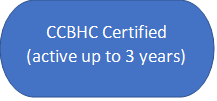 CCBHC Certified
(active up to 3 years)